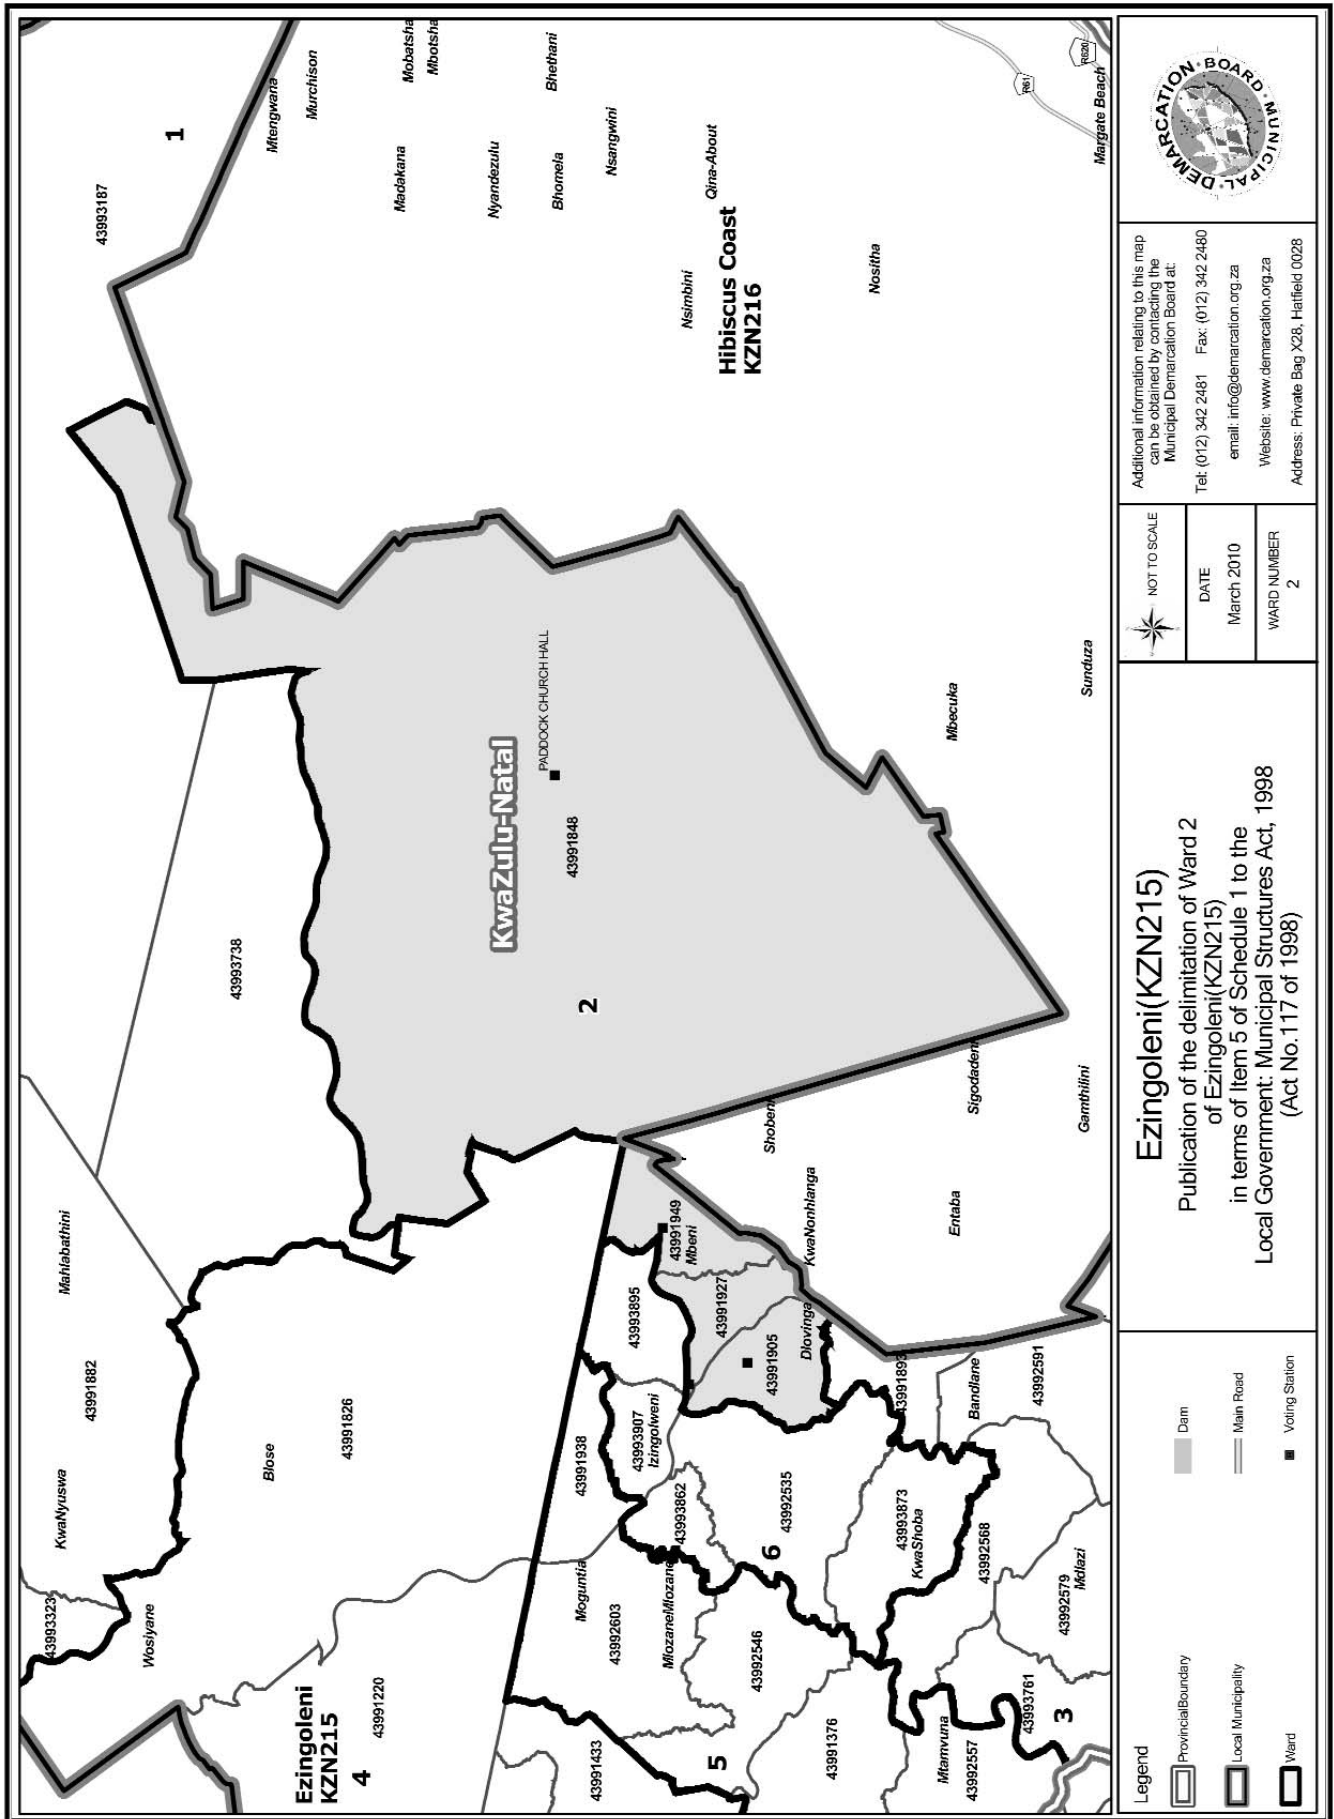 43993187
1
Mtengwana
Murchison
Mobatsha
Mbotsha
Madakana
Nyandezulu
Bhethani
Bhomela
Nsangwini
Qina-About
Nsimbini
Hibiscus Coast
KZN216
Nositha
R61
R620
Margate Beach
KwaZulu-Natal
PADDOCK CHURCH HALL
43991848
2
43993738
Mbecuka
Sunduza
Mahlabathini
43991882
KwaNyuswa
43993323
Wosiyane
Blose
43991826
Ezingoleni
KZN215
4
43991220
Shobeni
Sigodadeni
Gamthilini
KwaNonhlanga
Entaba
43991949
Mbeni
43991927
43993895
43991905
Dlovinga
43991938
43993907
Izingolweni
43993862
43992535
6
Moguntia
43992603
MlozaneMlozane
43992546
43991433
5
43991376
43993873
KwaShoba
43991893
Bandlane
43992591
43992568
43992579
Mdlazi
43993761
3
Mtamvuna
43992557
Legend
ProvincialBoundary
Local Municipality
Ward
Dam
Main Road
Voting Station
Ezingoleni(KZN215)
Publication of the delimitation of Ward 2
of Ezingoleni(KZN215)
in terms of Item 5 of Schedule 1 to the
Local Government: Municipal Structures Act, 1998
(Act No.117 of 1998)
NOT TO SCALE
DATE
March 2010
WARD NUMBER
2
Additional information relating to this map
can be obtained by contacting the
Municipal Demarcation Board at:
Tel: (012) 342 2481 Fax: (012) 342 2480
email: info@demarcation.org.za
Website: www.demarcation.org.za
Address: Private Bag X28, Hatfield 0028
MUNICIPAL DEMARCATION BOARD